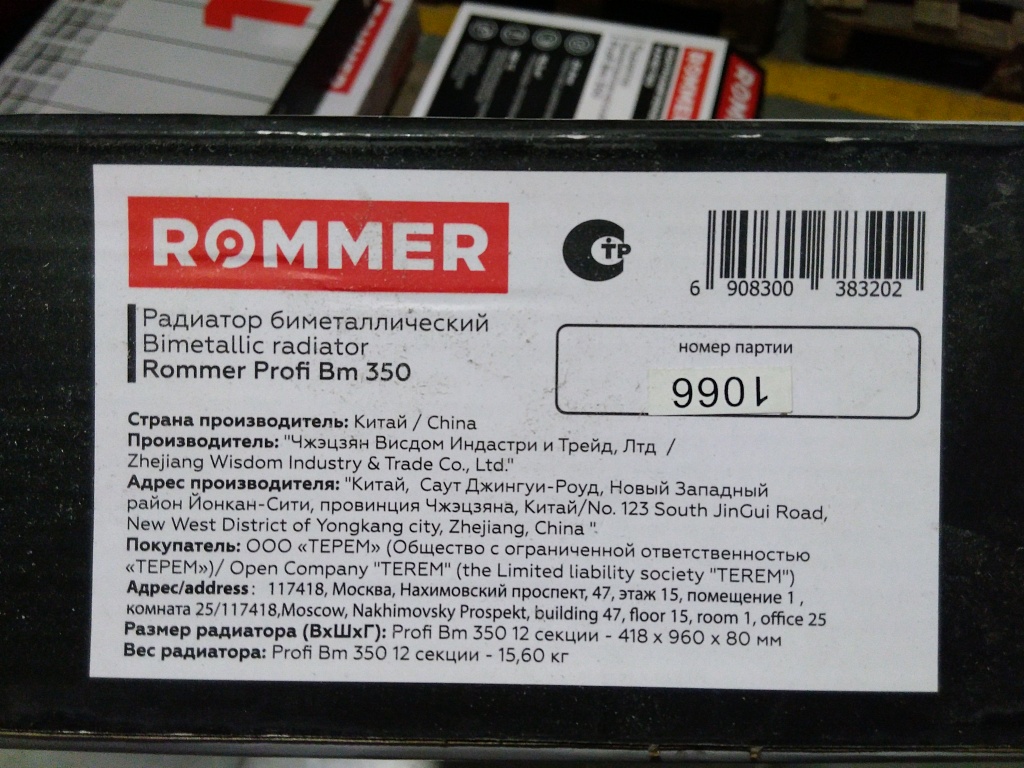 1
ROMMER
ROMMER
ROMMER
СТР
6 908300 383202
Радиатор биметаллический
Bimetallic radiator
Rommer Profi Bm 350
номер партии
1066
Страна производитель: Китай / China
Производитель: "Чжэцзян Висдом Индастри и Трейд, Лтд /
Zhejiang Wisdom Industry & Trade Co., Ltd."
Адрес производителя: "Китай, Саут Джингуи-Роуд, Новый Западный
район Йонкан-Сити, провинция Чжэцзяна, Китай/No. 123 South JinGui Road,
New West District of Yongkang city, Zhejiang, China ".
Покупатель: ООО «ТЕРЕМ» (Общество с ограниченной ответственностью
«ТЕРЕМ»)/ Open Company "TEREM" (the Limited liability society "TEREM")
Адрес/address: 117418, Москва, Нахимовский проспект, 47, этаж 15, помещение 1 ,
комната 25/117418,Moscow, Nakhimovsky Prospekt, building 47, floor 15, room 1, office 25
Размер радиатора (ВхШхГ): Profi Bm 350 12 секции - 418 х 960 х 80 мм
Вес радиатора: Profi Bm 350 12 секции - 15,60 кг